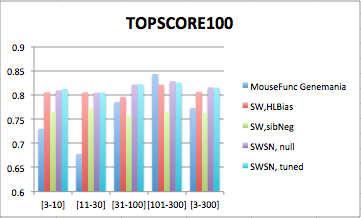 TOPSCORE100
0.9
0.85
0.8
0.75
0.7
0.65
0.6
[3-10] [11-30] [31-100] [101-300] [3-300]
MouseFunc Genemania
SW,HLBias
SW,sibNeg
SWSN, null
SWSN, tuned